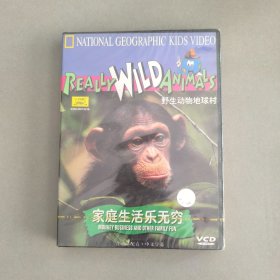 NATIONAL GEOGRAPHIC KIDS VIDEO
REALLY WILD ANIMALS
野生动物地球村
家庭生活乐无穷
MONKEY BUSINESS AND OTHER FAMILY FUN
VCD